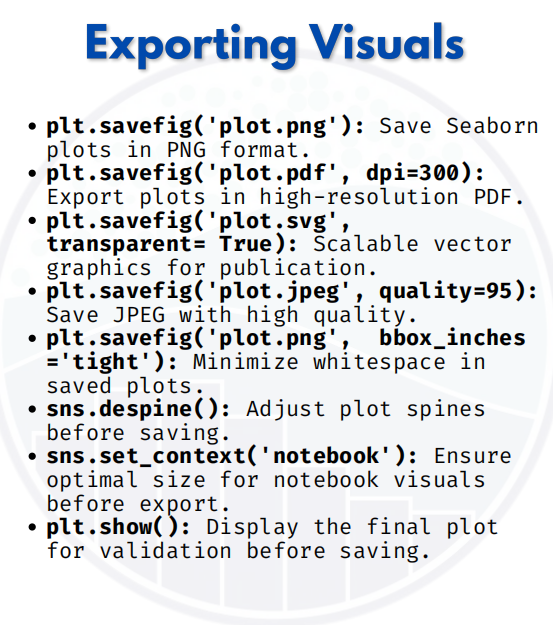 Exporting Visuals
• plt.savefig('plot.png'): Save Seaborn
plots in PNG format.
• plt.savefig('plot.pdf', dpi=300):
Export plots in high-resolution PDF.
• plt.savefig('plot.svg',
transparent= True): Scalable vector
graphics for publication.
• plt.savefig('plot.jpeg', quality=95):
Save JPEG with high quality.
• plt.savefig('plot.png', bbox_inches
='tight'): Minimize whitespace in
saved plots.
• sns.despine(): Adjust plot spines
before saving.
• sns.set_context('notebook'): Ensure
optimal size for notebook visuals
before export.
• plt.show(): Display the final plot
for validation before saving.